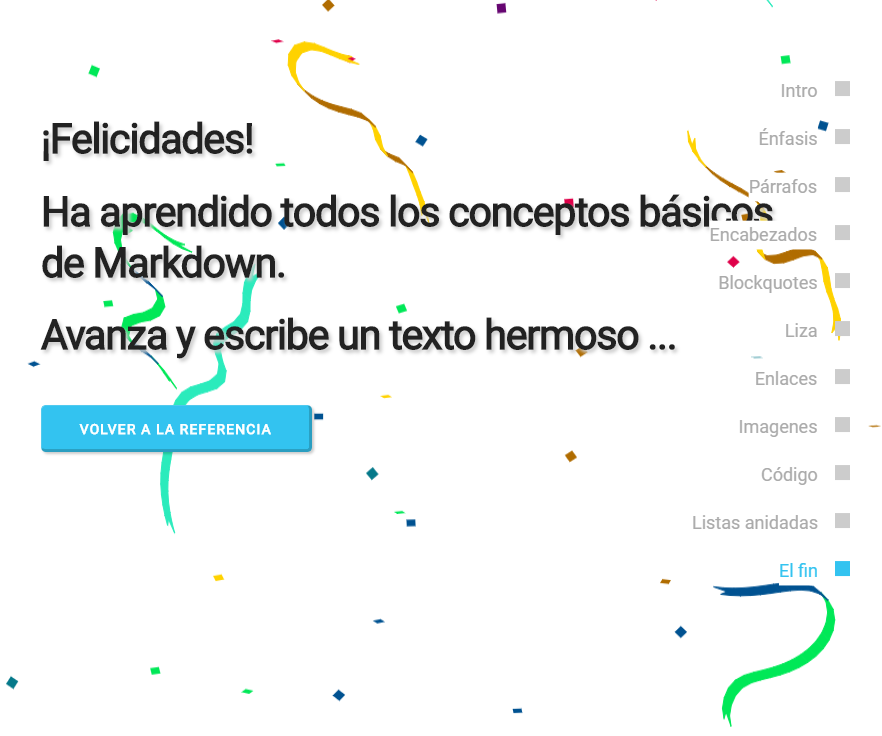 ¡Felicidades!
Ha aprendido todos los conceptos básicos
de Markdown.
Avanza y escribe un texto hermoso ...
VOLVER A LA REFERENCIA
Intro
Énfasis
Párrafos
Encabezados
Blockquotes
Liza
Enlaces
Imagenes
Código
Listas anidadas
El fin